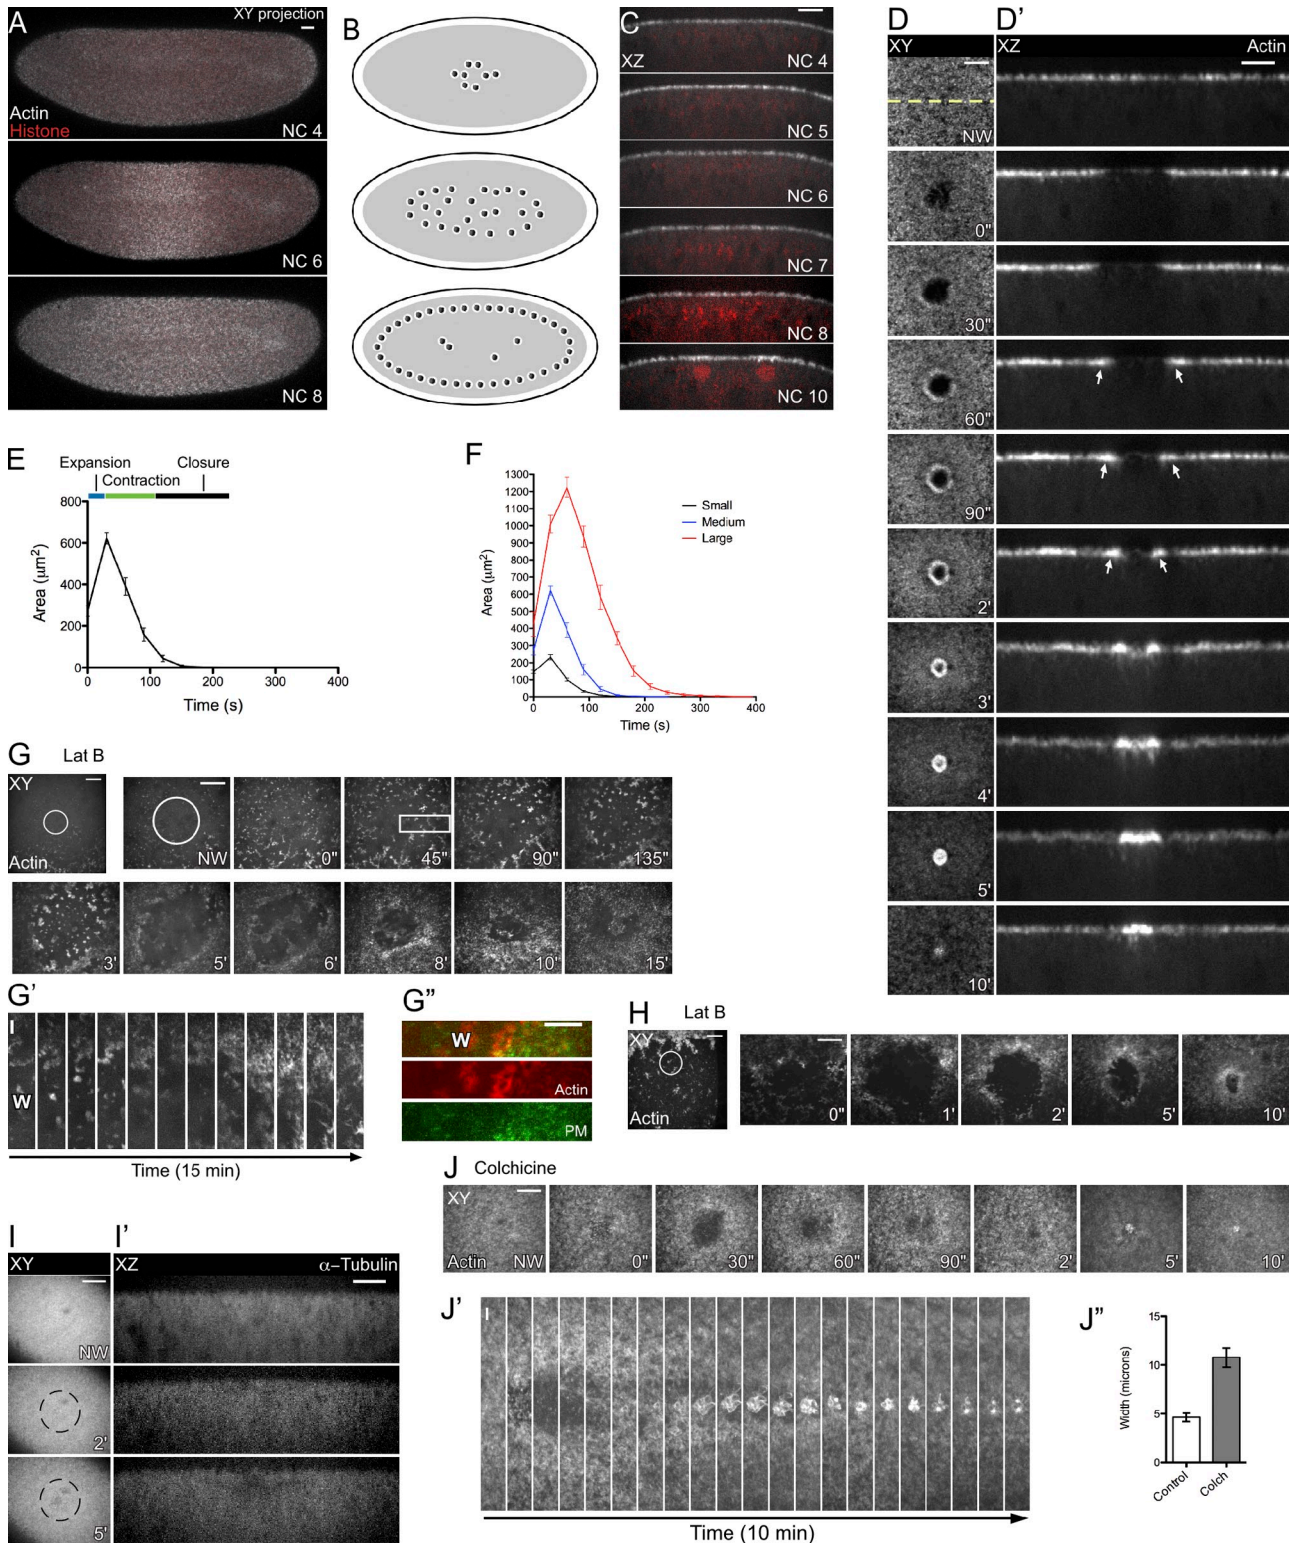 A
XY projection
Actin
Histone
NC 4
NC 6
NC 8
B
C
XZ
NC 4
NC 5
NC 6
NC 7
NC 8
NC 10
D
XY
NW
0"
30"
60"
90"
2'
3'
4'
5'
10'
D'
XZ
Actin
E
Expansion
Closure
Contraction
800
600
400
200
0
Area (μm²)
0
100
200
300
400
Time (s)
F
1300
1200
1100
1000
900
800
700
600
500
400
300
200
100
0
Area (μm²)
Small
Medium
Large
0
100
200
300
400
Time (s)
G
Lat B
XY
Actin
NW
0"
45"
90"
135"
3'
5'
6'
8'
10'
15'
G'
W
Time (15 min)
G"
W
Actin
PM
H
Lat B
XY
Actin
0"
1'
2'
5'
10'
I
XY
NW
2'
5'
I'
XZ
α-Tubulin
J
Colchicine
XY
Actin
NW
0"
30"
60"
90"
2'
5'
10'
J'
Time (10 min)
J"
15
10
5
0
Width (microns)
Control
Colch